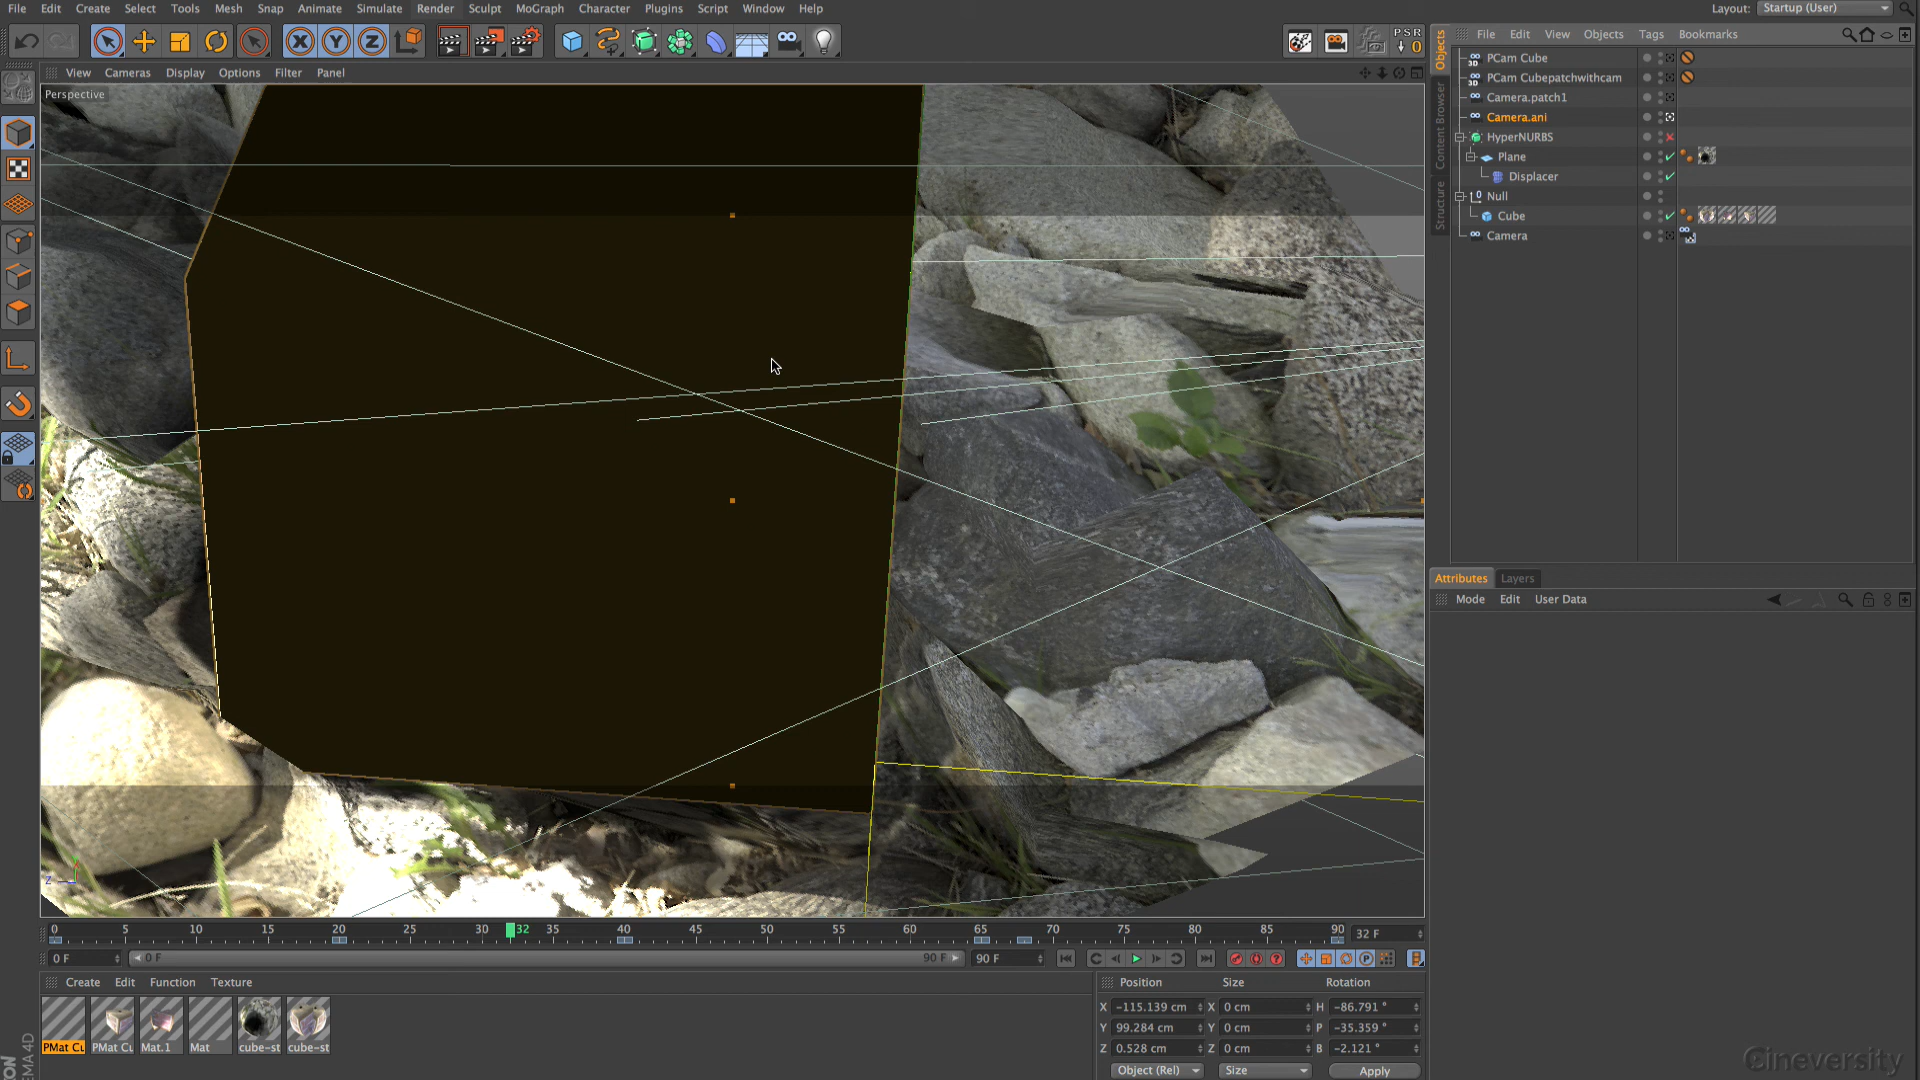 File Edit Create Select Tools Mesh Snap Animate Simulate Render Sculpt MoGraph Character Plugins Script Window Help
Layout: Startup (User)
X Y Z
PSR
0
View Cameras Display Options Filter Panel
Perspective
Objects
Content Browser
Structure
File Edit View Objects Tags Bookmarks
PCam Cube
PCam Cubepatchwithcam
Camera.patch1
Camera.ani
HyperNURBS
Plane
Displacer
Null
Cube
Camera
Attributes Layers
Mode Edit User Data
Z
0 5 10 15 20 25 30 32 35 40 45 50 55 60 65 70 75 80 85 90 32 F
0 F 0 F 90 F 90 F
Create Edit Function Texture
PMat Cu PMat Cu Mat.1 Mat cube-st cube-st
Position Size Rotation
X -115.139 cm X 0 cm H -86.791 °
Y 99.284 cm Y 0 cm P -35.359 °
Z 0.528 cm Z 0 cm B -2.121 °
Object (Rel) Size Apply
Cineversity